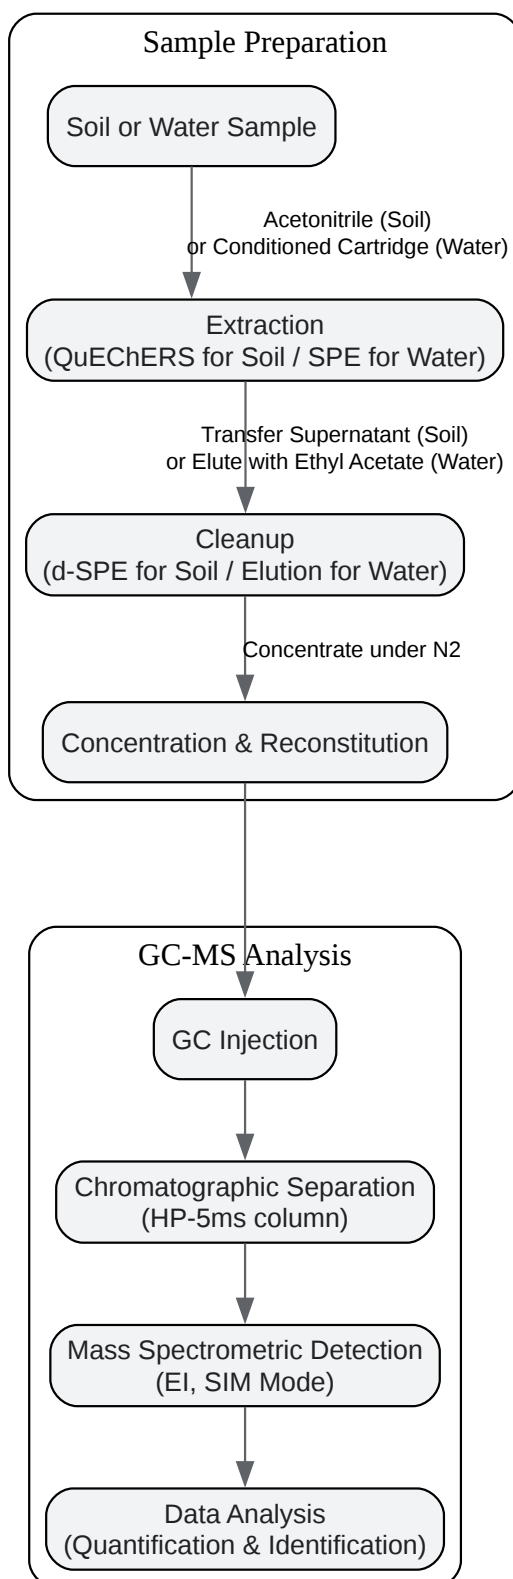 Sample Preparation
Soil or Water Sample
Acetonitrile (Soil)
or Conditioned Cartridge (Water)
Extraction
(QuEChERS for Soil / SPE for Water)
Transfer Supernatant (Soil)
or Elute with Ethyl Acetate (Water)
Cleanup
(d-SPE for Soil / Elution for Water)
Concentrate under N2
Concentration & Reconstitution
GC-MS Analysis
GC Injection
Chromatographic Separation
(HP-5ms column)
Mass Spectrometric Detection
(EI, SIM Mode)
Data Analysis
(Quantification & Identification)